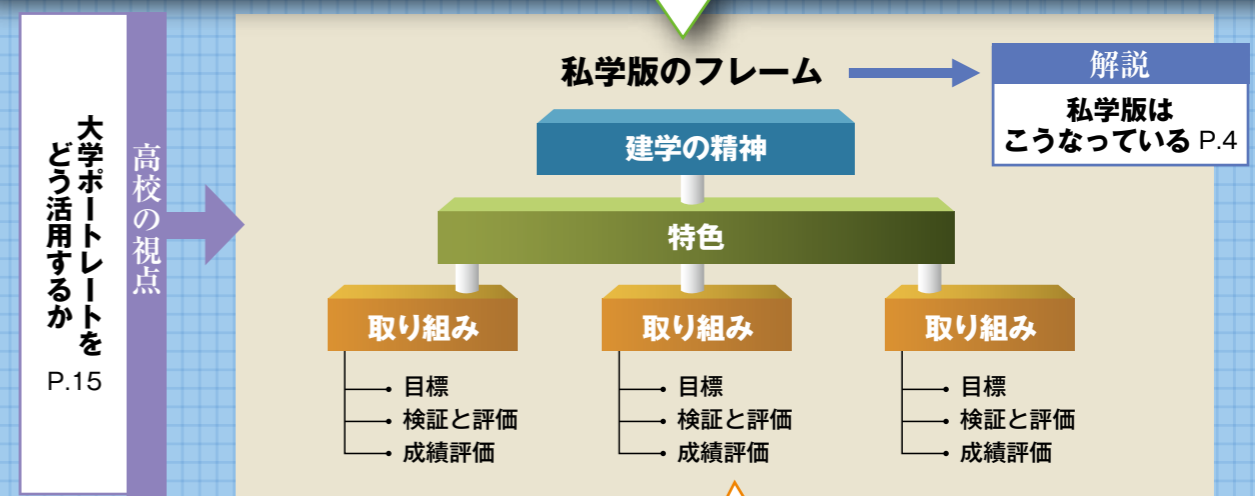 高校の視点
大学ポートレートを
どう活用するか
P.15
私学版のフレーム
解説
私学版は
こうなっている P.4
建学の精神
特色
取り組み
目標
検証と評価
成績評価
取り組み
目標
検証と評価
成績評価
取り組み
目標
検証と評価
成績評価